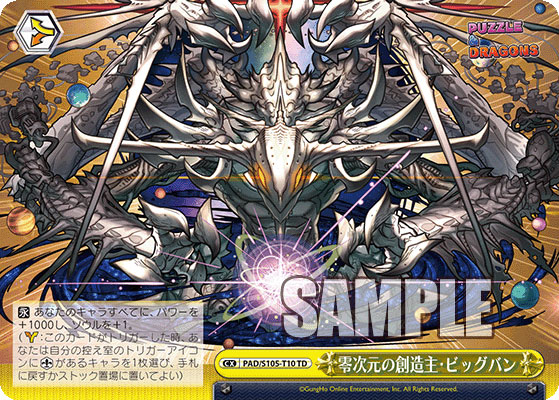 PUZZLE
& DRAGONS
SAMPLE
永 あなたのキャラすべてに、パワーを
+1000し、ソウルを+1。
( :このカードがトリガーした時、あ
なたは自分の控え室のトリガーアイコ
ンに があるキャラを1枚選び、手札
に戻すかストック置場に置いてよい)
CX PAD/S105-T10 TD 零次元の創造主・ビッグバン
©GungHo Online Entertainment, Inc. All Rights Reserved.